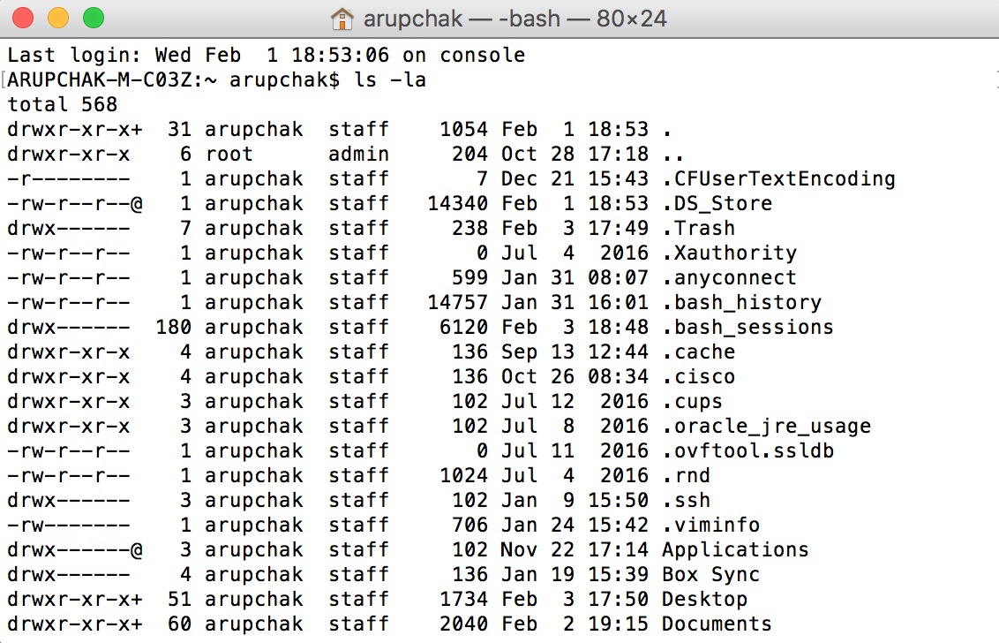 arupchak — -bash — 80×24
Last login: Wed Feb  1 18:53:06 on console
[ARUPCHAK-M-C03Z:~ arupchak$ ls -la
total 568
drwxr-xr-x+  31 arupchak  staff    1054 Feb  1 18:53 .
drwxr-xr-x    6 root      admin     204 Oct 28 17:18 ..
-r--------    1 arupchak  staff       7 Dec 21 15:43 .CFUserTextEncoding
-rw-r--r--@   1 arupchak  staff   14340 Feb  1 18:53 .DS_Store
drwx------    7 arupchak  staff     238 Feb  3 17:49 .Trash
-rw-r--r--    1 arupchak  staff       0 Jul  4  2016 .Xauthority
-rw-r--r--    1 arupchak  staff     599 Jan 31 08:07 .anyconnect
-rw-r--r--    1 arupchak  staff   14757 Jan 31 16:01 .bash_history
drwx------  180 arupchak  staff    6120 Feb  3 18:48 .bash_sessions
drwxr-xr-x    4 arupchak  staff     136 Sep 13 12:44 .cache
drwxr-xr-x    4 arupchak  staff     136 Oct 26 08:34 .cisco
drwxr-xr-x    3 arupchak  staff     102 Jul 12  2016 .cups
drwxr-xr-x    3 arupchak  staff     102 Jul  8  2016 .oracle_jre_usage
-rw-r--r--    1 arupchak  staff       0 Jul 11  2016 .ovftool.ssldb
-rw-r--r--    1 arupchak  staff    1024 Jul  4  2016 .rnd
drwx------    3 arupchak  staff     102 Jan  9 15:50 .ssh
-rw-------    1 arupchak  staff     706 Jan 24 15:42 .viminfo
drwx------@   3 arupchak  staff     102 Nov 22 17:14 Applications
drwx------    4 arupchak  staff     136 Jan 19 15:39 Box Sync
drwxr-xr-x+  51 arupchak  staff    1734 Feb  3 17:50 Desktop
drwxr-xr-x+  60 arupchak  staff    2040 Feb  2 19:15 Documents